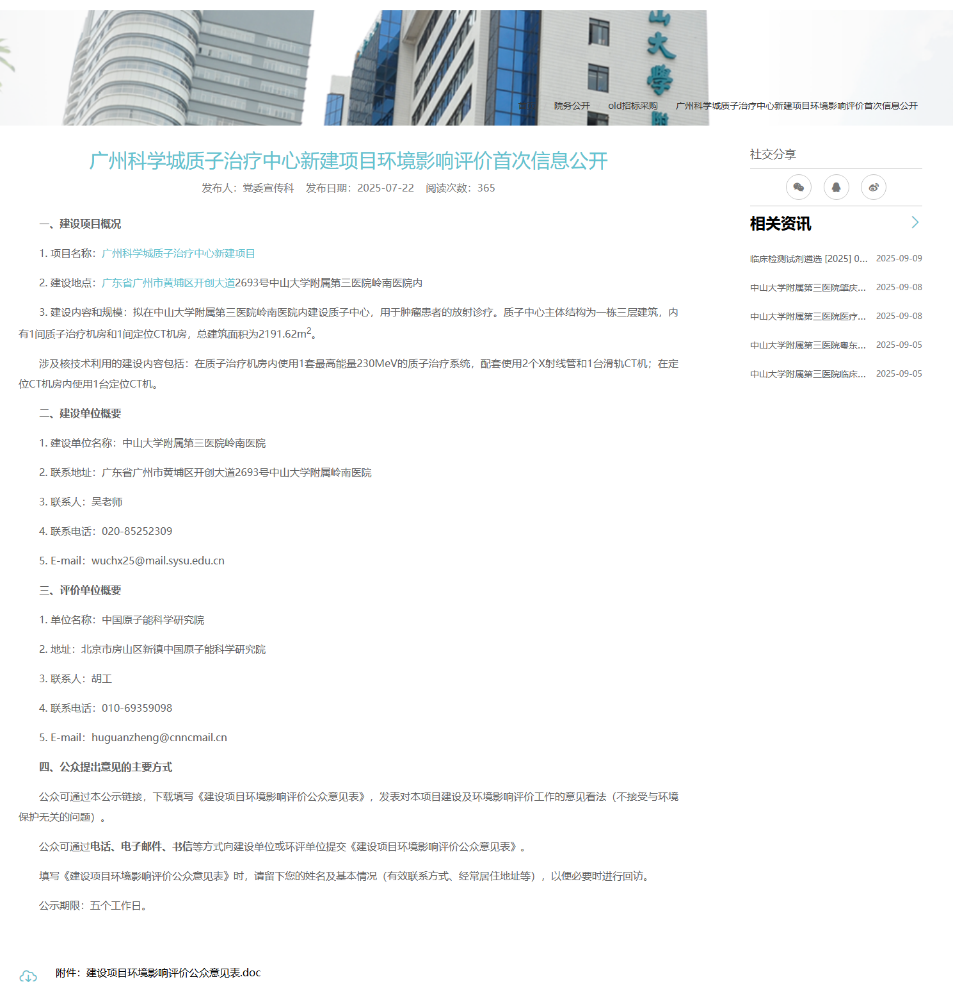 山大学附
首页 院务公开 old招标采购 广州科学城质子治疗中心新建项目环境影响评价首次信息公开
广州科学城质子治疗中心新建项目环境影响评价首次信息公开
发布人：党委宣传科 发布日期：2025-07-22 阅读次数：365
一、建设项目概况
1. 项目名称：广州科学城质子治疗中心新建项目
2. 建设地点：广东省广州市黄埔区开创大道2693号中山大学附属第三医院岭南医院内
3. 建设内容和规模：拟在中山大学附属第三医院岭南医院内建设质子中心，用于肿瘤患者的放射诊疗。质子中心主体结构为一栋三层建筑，内
有1间质子治疗机房和1间定位CT机房，总建筑面积为2191.62m²。
涉及核技术利用的建设内容包括：在质子治疗机房内使用1套最高能量230MeV的质子治疗系统，配套使用2个X射线管和1台滑轨CT机；在定
位CT机房内使用1台定位CT机。
二、建设单位概要
1. 建设单位名称：中山大学附属第三医院岭南医院
2. 联系地址：广东省广州市黄埔区开创大道2693号中山大学附属岭南医院
3. 联系人：吴老师
4. 联系电话：020-85252309
5. E-mail：wuchx25@mail.sysu.edu.cn
三、评价单位概要
1. 单位名称：中国原子能科学研究院
2. 地址：北京市房山区新镇中国原子能科学研究院
3. 联系人：胡工
4. 联系电话：010-69359098
5. E-mail：huguanzheng@cnncmail.cn
四、公众提出意见的主要方式
公众可通过本公示链接，下载填写《建设项目环境影响评价公众意见表》，发表对本项目建设及环境影响评价工作的意见看法（不接受与环境
保护无关的问题）。
公众可通过电话、电子邮件、书信等方式向建设单位或环评单位提交《建设项目环境影响评价公众意见表》。
填写《建设项目环境影响评价公众意见表》时，请留下您的姓名及基本情况（有效联系方式、经常居住地址等），以便必要时进行回访。
公示期限：五个工作日。
附件：建设项目环境影响评价公众意见表.doc
社交分享
相关资讯
临床检测试剂遴选 [2025] 0... 2025-09-09
中山大学附属第三医院肇庆... 2025-09-08
中山大学附属第三医院医疗... 2025-09-08
中山大学附属第三医院粤东... 2025-09-05
中山大学附属第三医院临床... 2025-09-05